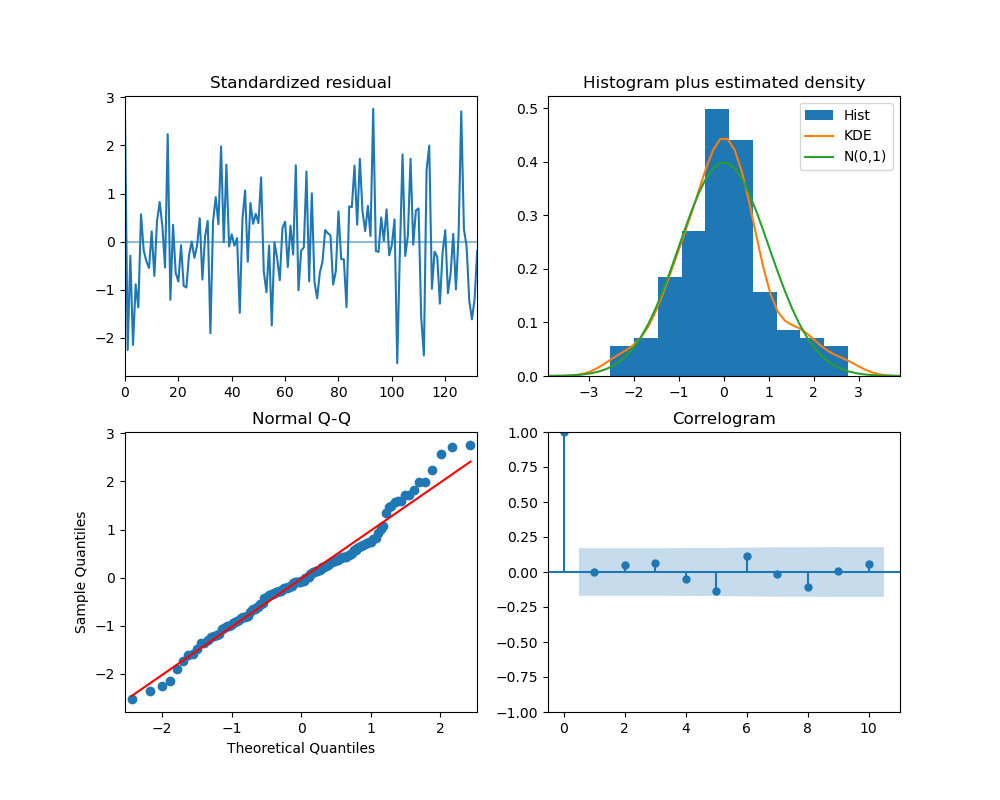 Standardized residual
3
2
1
0
−1
−2
0 20 40 60 80 100 120
Histogram plus estimated density
0.5
0.4
0.3
0.2
0.1
0.0
−3 −2 −1 0 1 2 3
Hist
KDE
N(0,1)
Normal Q-Q
Sample Quantiles
3
2
1
0
−1
−2
−2 −1 0 1 2
Theoretical Quantiles
Correlogram
1.00
0.75
0.50
0.25
0.00
−0.25
−0.50
−0.75
−1.00
0 2 4 6 8 10